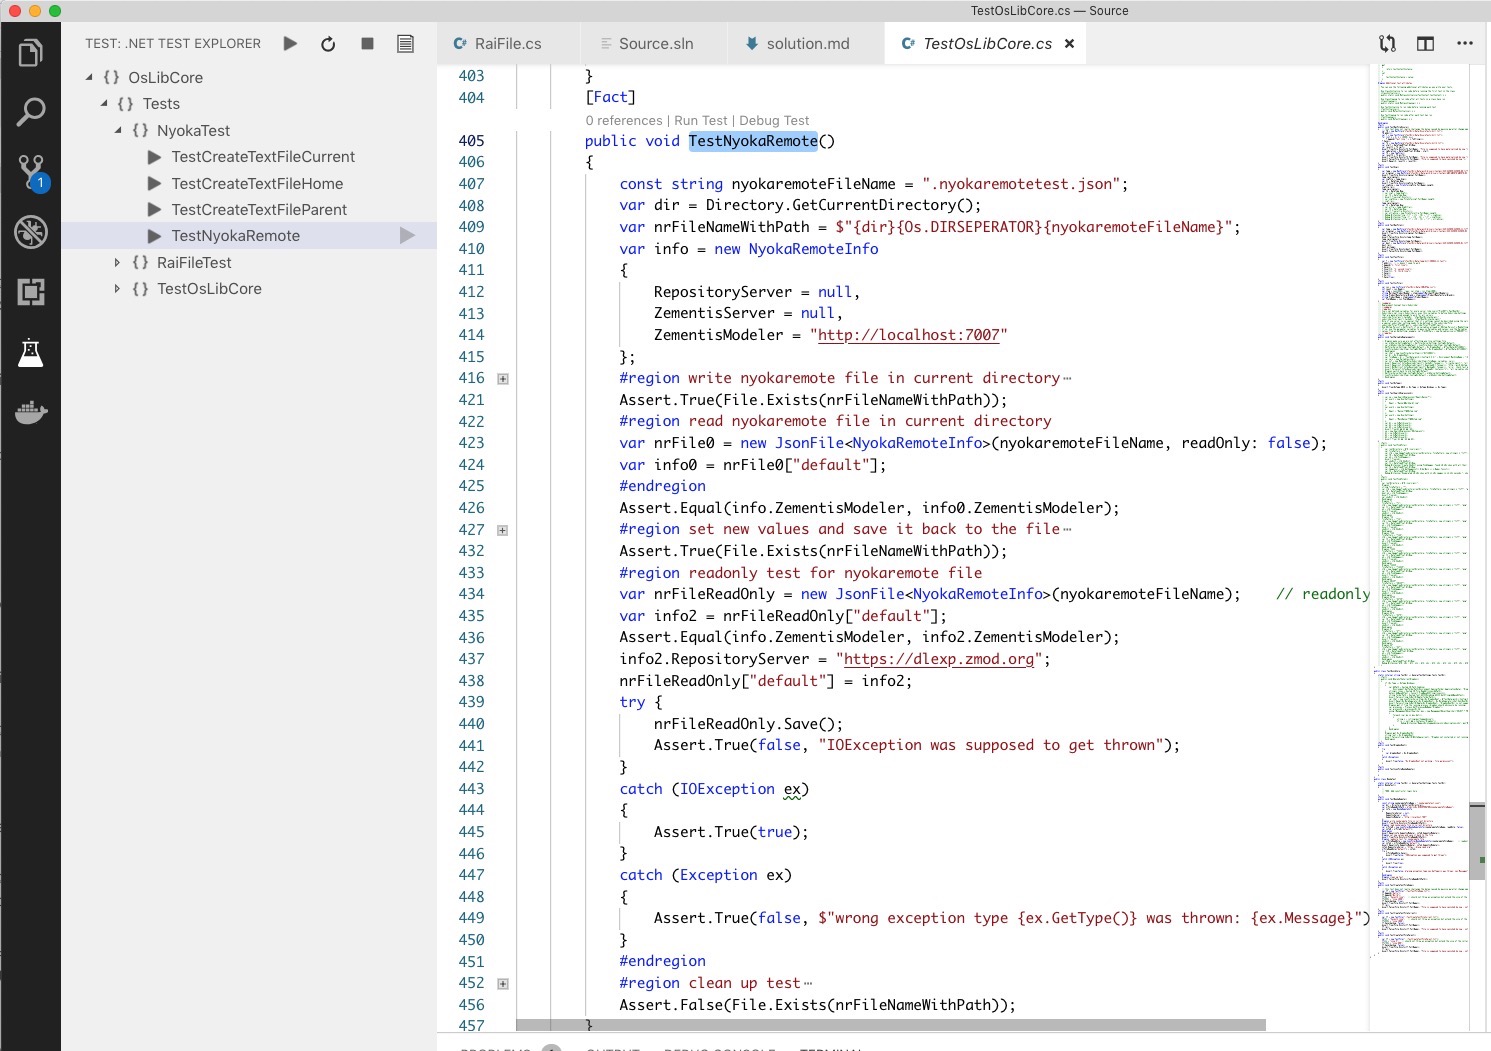 TestOsLibCore.cs — Source
TEST: .NET TEST EXPLORER
RaiFile.cs
Source.sln
solution.md
TestOsLibCore.cs
OsLibCore
Tests
NyokaTest
TestCreateTextFileCurrent
TestCreateTextFileHome
TestCreateTextFileParent
TestNyokaRemote
RaiFileTest
TestOsLibCore
1
403 }
404 [Fact]
0 references | Run Test | Debug Test
405 public void TestNyokaRemote()
406 {
407 const string nyokaremoteFileName = ".nyokaremotetest.json";
408 var dir = Directory.GetCurrentDirectory();
409 var nrFileNameWithPath = $"{dir}{Os.DIRSEPERATOR}{nyokaremoteFileName}";
410 var info = new NyokaRemoteInfo
411 {
412 RepositoryServer = null,
413 ZementisServer = null,
414 ZementisModeler = "http://localhost:7007"
415 };
416 #region write nyokaremote file in current directory…
421 Assert.True(File.Exists(nrFileNameWithPath));
422 #region read nyokaremote file in current directory
423 var nrFile0 = new JsonFile<NyokaRemoteInfo>(nyokaremoteFileName, readOnly: false);
424 var info0 = nrFile0["default"];
425 #endregion
426 Assert.Equal(info.ZementisModeler, info0.ZementisModeler);
427 #region set new values and save it back to the file…
432 Assert.True(File.Exists(nrFileNameWithPath));
433 #region readonly test for nyokaremote file
434 var nrFileReadOnly = new JsonFile<NyokaRemoteInfo>(nyokaremoteFileName); // readonly
435 var info2 = nrFileReadOnly["default"];
436 Assert.Equal(info.ZementisModeler, info2.ZementisModeler);
437 info2.RepositoryServer = "https://dlexp.zmod.org";
438 nrFileReadOnly["default"] = info2;
439 try {
440 nrFileReadOnly.Save();
441 Assert.True(false, "IOException was supposed to get thrown");
442 }
443 catch (IOException ex)
444 {
445 Assert.True(true);
446 }
447 catch (Exception ex)
448 {
449 Assert.True(false, $"wrong exception type {ex.GetType()} was thrown: {ex.Message}")
450 }
451 #endregion
452 #region clean up test…
456 Assert.False(File.Exists(nrFileNameWithPath));
457 }
PROBLEMS OUTPUT DEBUG CONSOLE TERMINAL